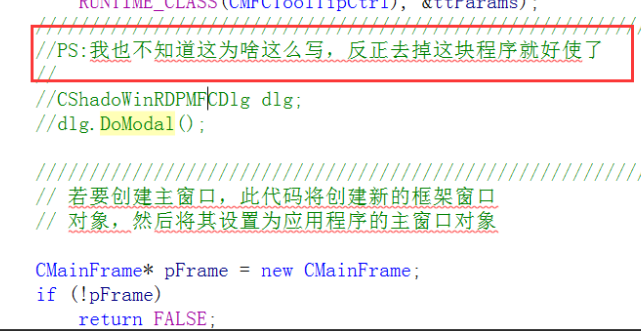 RUNTIME_CLASS(CMFCToolTipCtrl), &ttParams);
////////////////////////////////////////////////////////
//PS:我也不知道这为啥这么写，反正去掉这块程序就好使了
//
//CShadoWinRDPMFCDlg dlg;
//dlg.DoModal();
////////////////////////////////////////////////////////
// 若要创建主窗口，此代码将创建新的框架窗口
// 对象，然后将其设置为应用程序的主窗口对象
CMainFrame* pFrame = new CMainFrame;
if (!pFrame)
return FALSE;